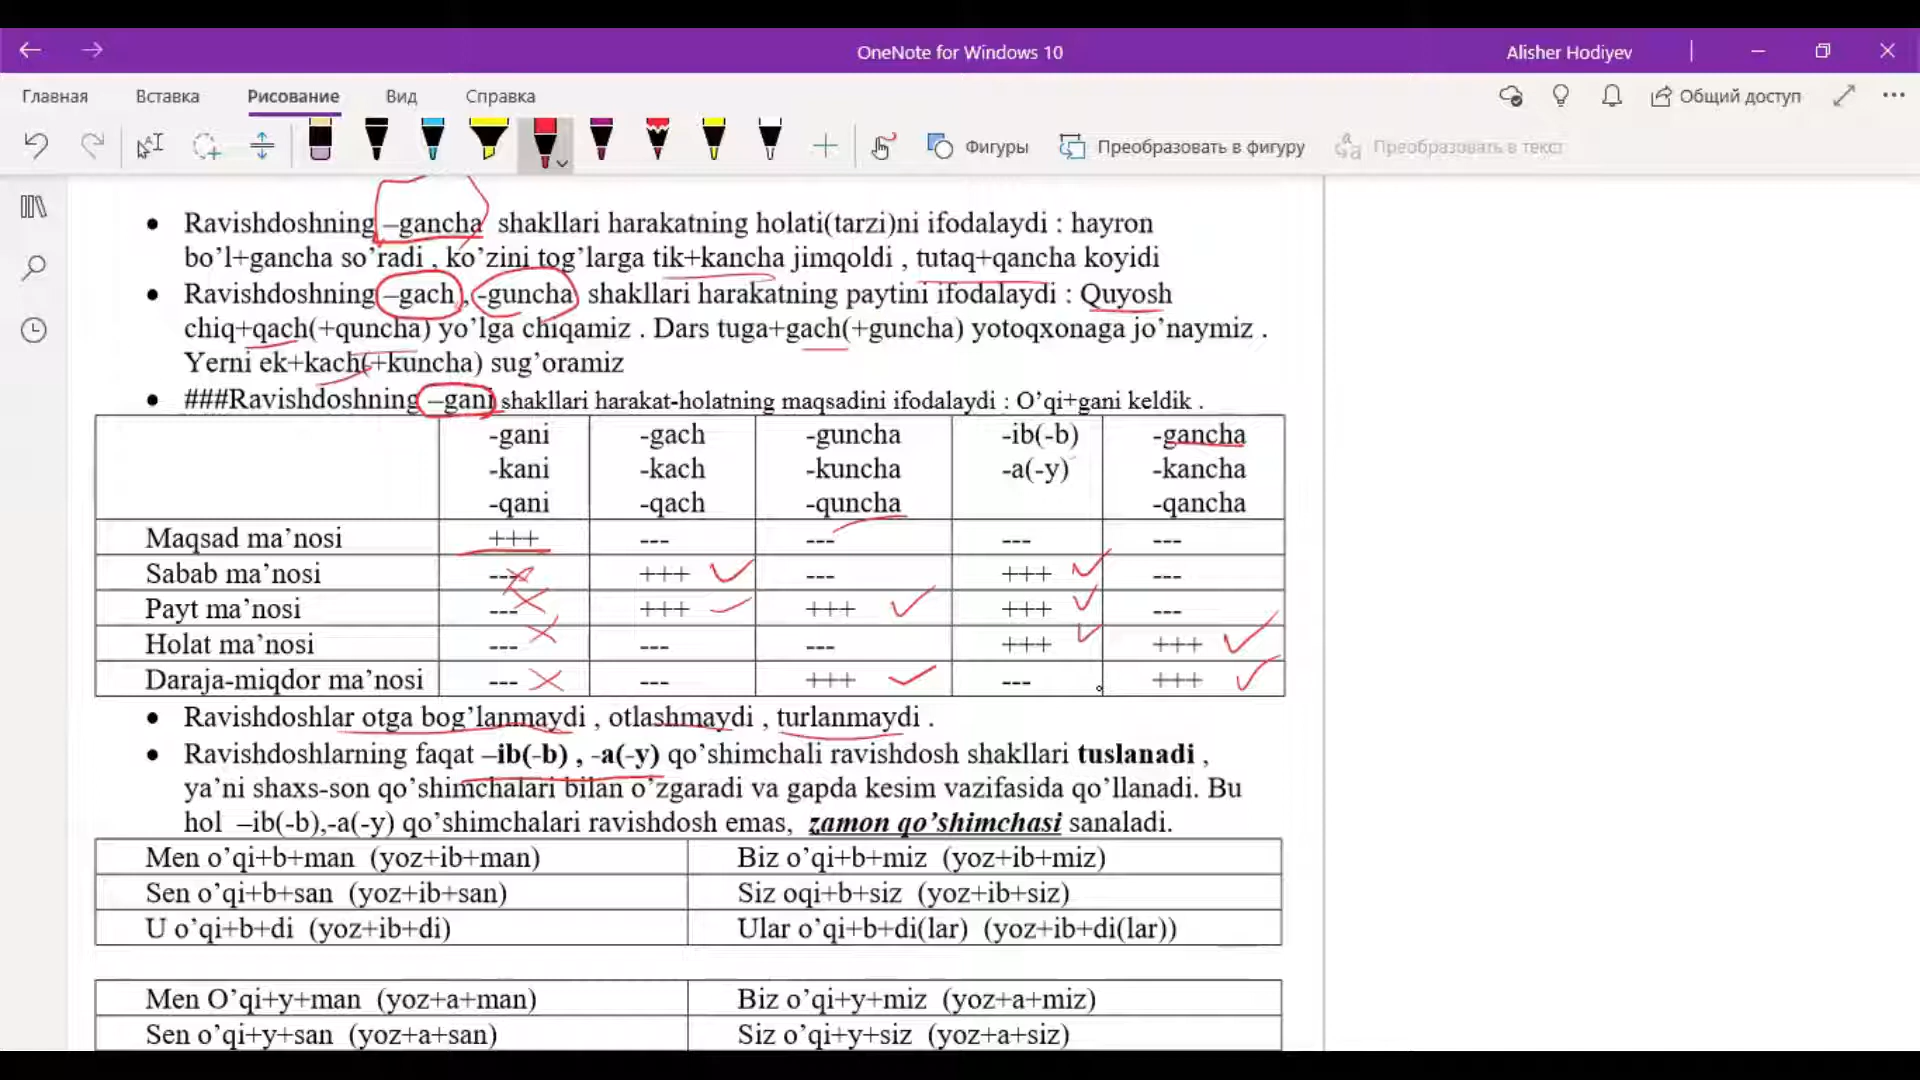 OneNote for Windows 10
Alisher Hodiyev
Главная Вставка Рисование Вид Справка
Общий доступ
Фигуры Преобразовать в фигуру Преобразовать в текст
• Ravishdoshning –gancha shakllari harakatning holati(tarzi)ni ifodalaydi : hayron
bo’l+gancha so’radi , ko’zini tog’larga tik+kancha jimqoldi , tutaq+qancha koyidi
• Ravishdoshning –gach , -guncha shakllari harakatning paytini ifodalaydi : Quyosh
chiq+qach(+quncha) yo’lga chiqamiz . Dars tuga+gach(+guncha) yotoqxonaga jo’naymiz .
Yerni ek+kach(+kuncha) sug’oramiz
• ###Ravishdoshning –gani shakllari harakat-holatning maqsadini ifodalaydi : O’qi+gani keldik .
-gani -gach -guncha -ib(-b) -gancha
-kani -kach -kuncha -a(-y) -kancha
-qani -qach -quncha -qancha
Maqsad ma’nosi +++ --- --- --- ---
Sabab ma’nosi --- +++ --- +++ ---
Payt ma’nosi --- +++ +++ +++ ---
Holat ma’nosi --- --- --- +++ +++
Daraja-miqdor ma’nosi --- --- +++ --- +++
• Ravishdoshlar otga bog’lanmaydi , otlashmaydi , turlanmaydi .
• Ravishdoshlarning faqat –ib(-b) , -a(-y) qo’shimchali ravishdosh shakllari tuslanadi ,
ya’ni shaxs-son qo’shimchalari bilan o’zgaradi va gapda kesim vazifasida qo’llanadi. Bu
hol –ib(-b),-a(-y) qo’shimchalari ravishdosh emas, zamon qo’shimchasi sanaladi.
Men o’qi+b+man (yoz+ib+man) Biz o’qi+b+miz (yoz+ib+miz)
Sen o’qi+b+san (yoz+ib+san) Siz oqi+b+siz (yoz+ib+siz)
U o’qi+b+di (yoz+ib+di) Ular o’qi+b+di(lar) (yoz+ib+di(lar))
Men O’qi+y+man (yoz+a+man) Biz o’qi+y+miz (yoz+a+miz)
Sen o’qi+y+san (yoz+a+san) Siz o’qi+y+siz (yoz+a+siz)